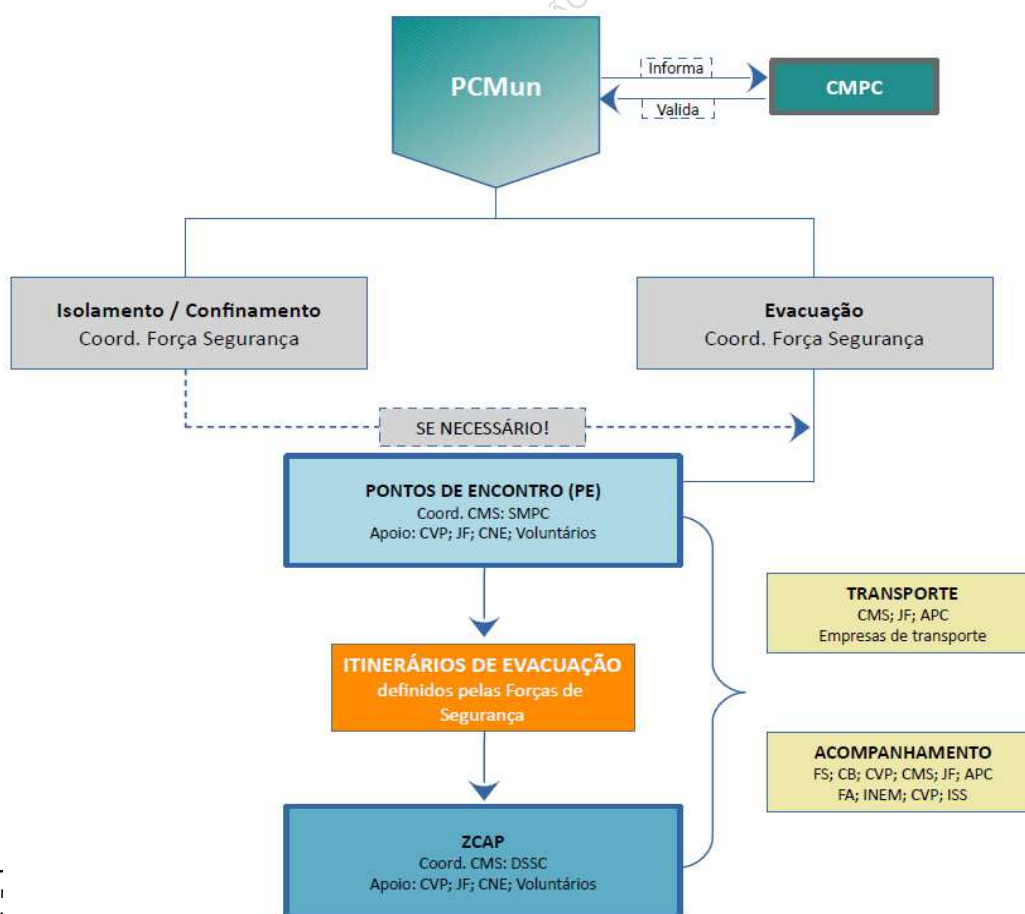 PCMun
Informa
Valida
CMPC
Isolamento / Confinamento
Coord. Força Segurança
Evacuação
Coord. Força Segurança
SE NECESSÁRIO!
PONTOS DE ENCONTRO (PE)
Coord. CMS: SMPC
Apoio: CVP; JF; CNE; Voluntários
TRANSPORTE
CMS; JF; APC
Empresas de transporte
ITINERÁRIOS DE EVACUAÇÃO
definidos pelas Forças de
Segurança
ACOMPANHAMENTO
FS; CB; CVP; CMS; JF; APC
FA; INEM; CVP; ISS
ZCAP
Coord. CMS: DSSC
Apoio: CVP; JF; CNE; Voluntários